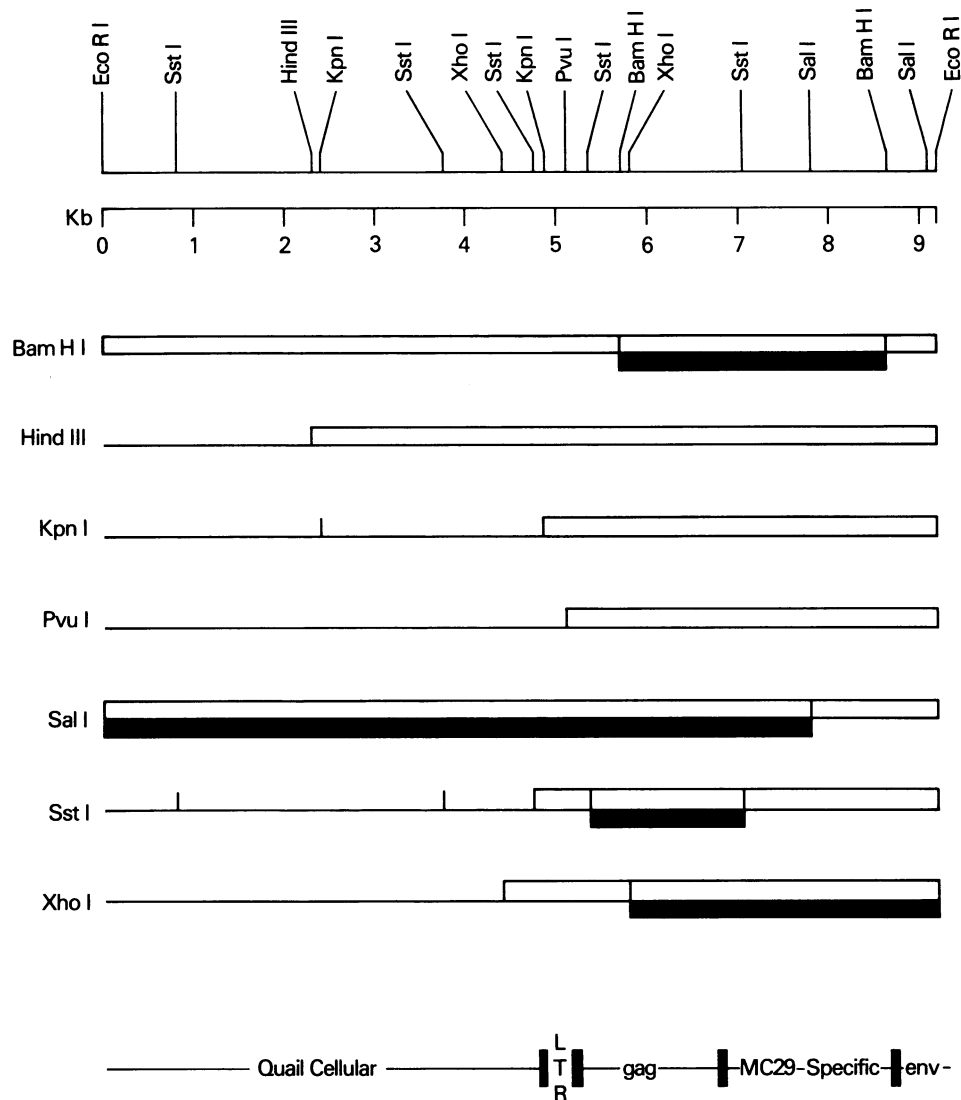 Eco R I
Sst I
Hind III
Kpn I
Sst I
Xho I
Sst I
Kpn I
Pvu I
Sst I
Bam H I
Xho I
Sst I
Sal I
Bam H I
Sal I
Eco R I
Kb
0 1 2 3 4 5 6 7 8 9
Bam H I
Hind III
Kpn I
Pvu I
Sal I
Sst I
Xho I
Quail Cellular
LTR
gag
MC29-Specific
env